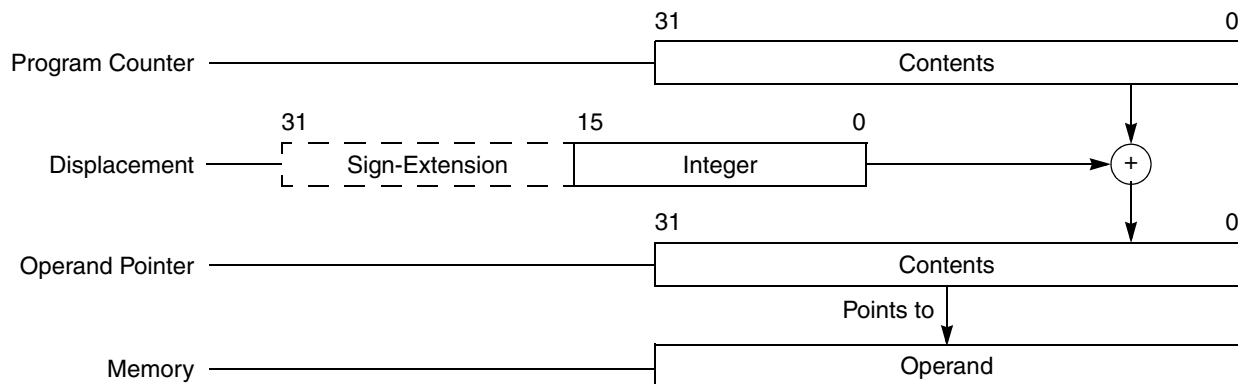 31 0
Program Counter Contents
31 15 0
Displacement Sign-Extension Integer +
31 0
Operand Pointer Contents
Points to
Memory Operand